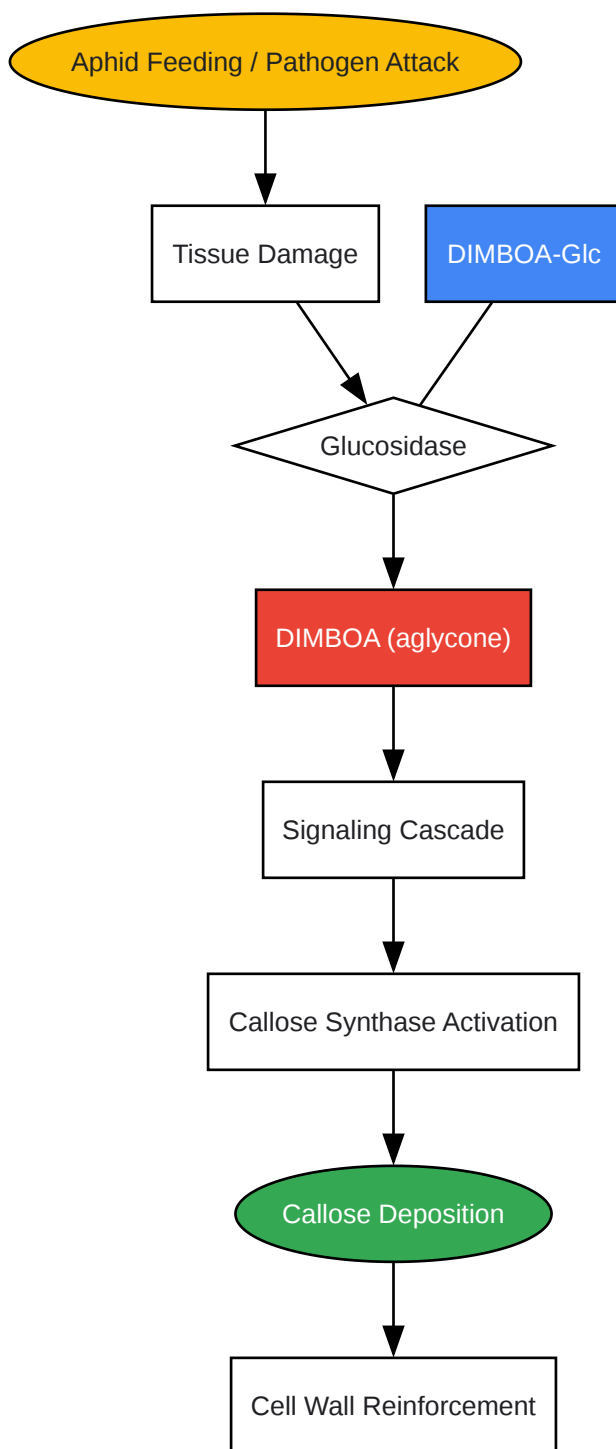 Aphid Feeding / Pathogen Attack
Tissue Damage
DIMBOA-Glc
Glucosidase
DIMBOA (aglycone)
Signaling Cascade
Callose Synthase Activation
Callose Deposition
Cell Wall Reinforcement